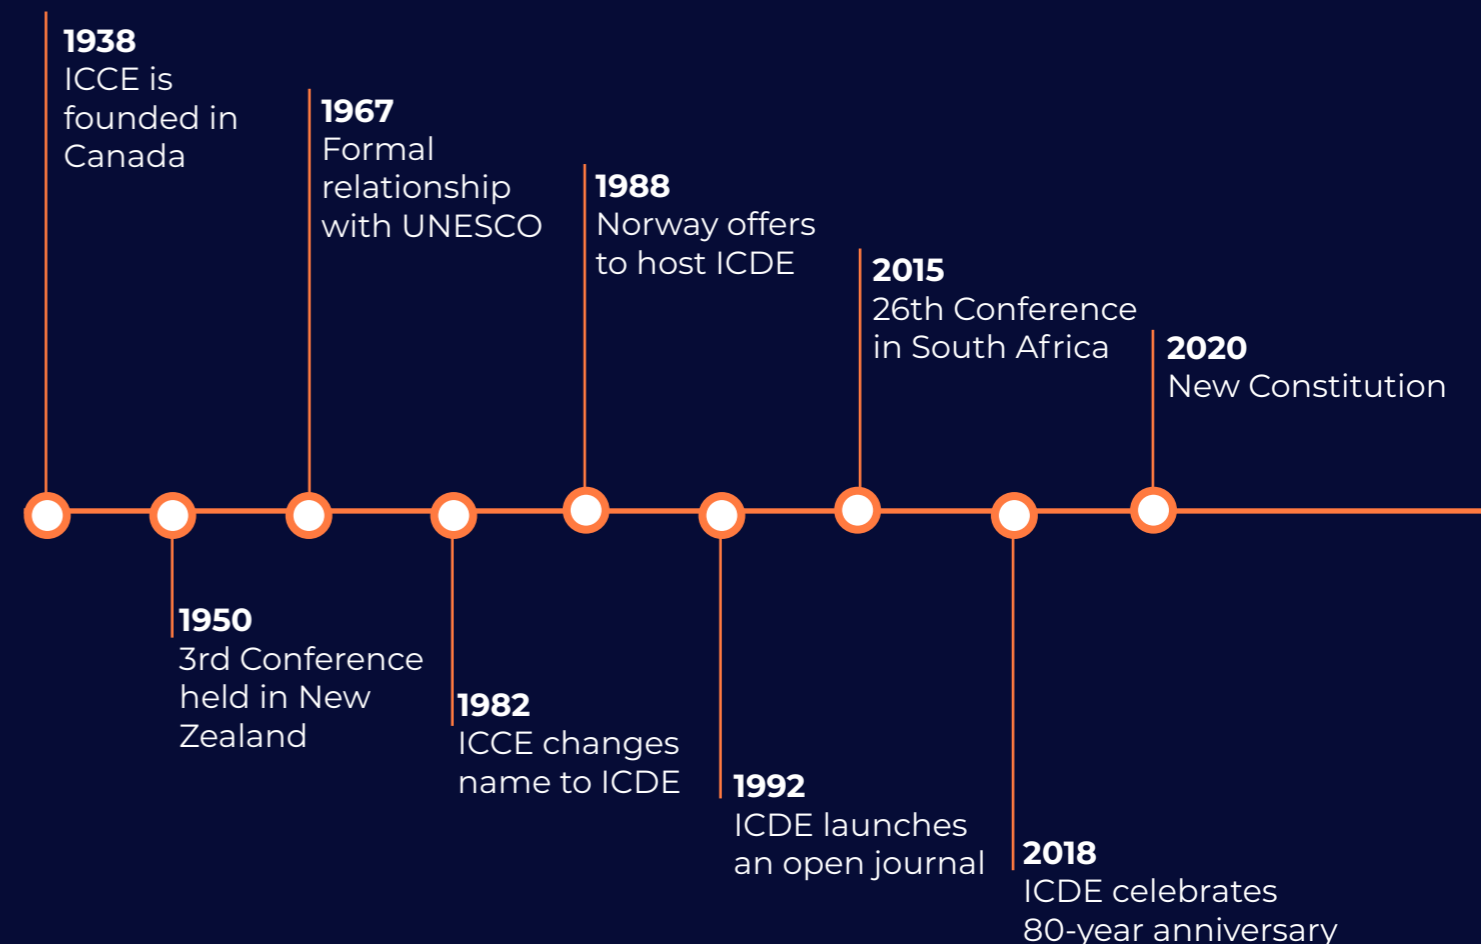 1938
ICCE is
founded in
Canada
1967
Formal
relationship
with UNESCO
1988
Norway offers
to host ICDE
2015
26th Conference
in South Africa
2020
New Constitution
1950
3rd Conference
held in New
Zealand
1982
ICCE changes
name to ICDE
1992
ICDE launches
an open journal
2018
ICDE celebrates
80-year anniversary